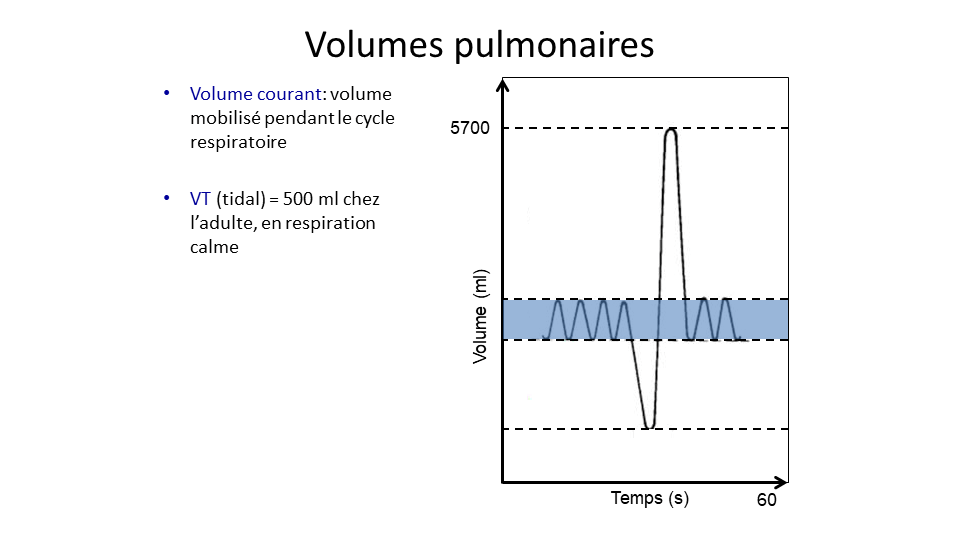 Volumes pulmonaires
• Volume courant: volume
mobilisé pendant le cycle
respiratoire
• VT (tidal) = 500 ml chez
l’adulte, en respiration
calme
5700
Volume (ml)
Temps (s)
60